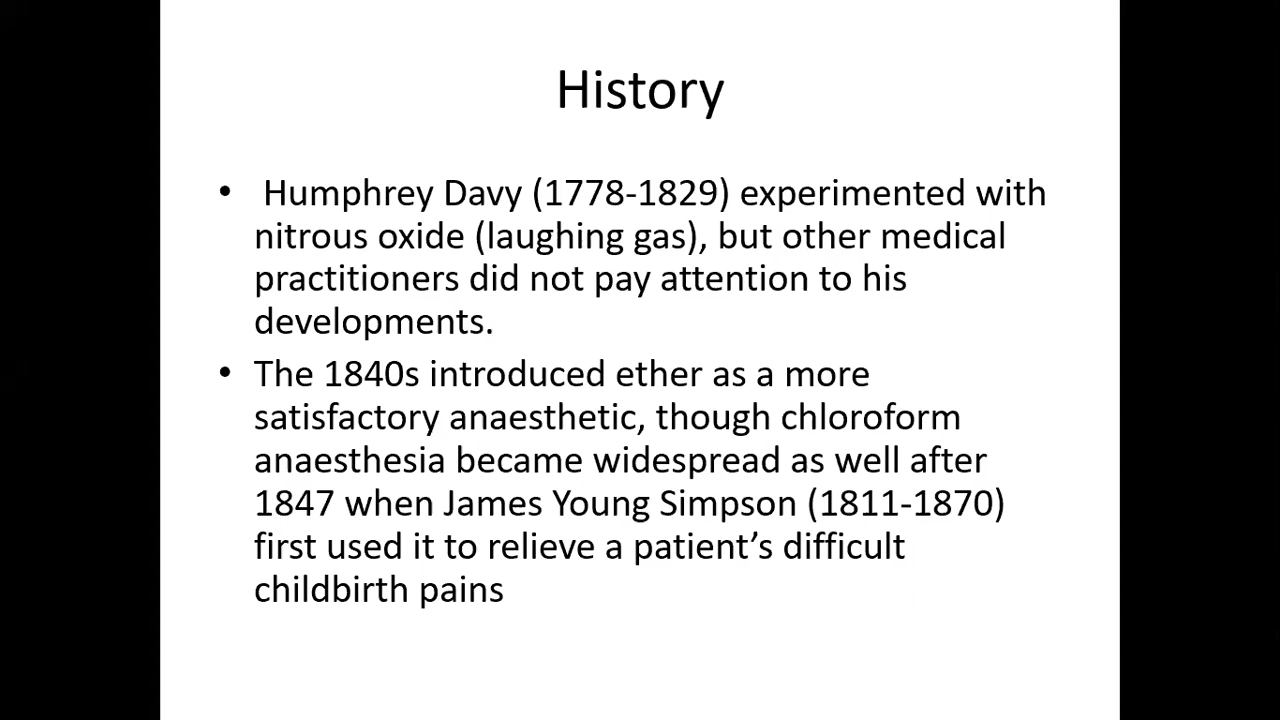 History
• Humphrey Davy (1778-1829) experimented with
nitrous oxide (laughing gas), but other medical
practitioners did not pay attention to his
developments.
• The 1840s introduced ether as a more
satisfactory anaesthetic, though chloroform
anaesthesia became widespread as well after
1847 when James Young Simpson (1811-1870)
first used it to relieve a patient’s difficult
childbirth pains